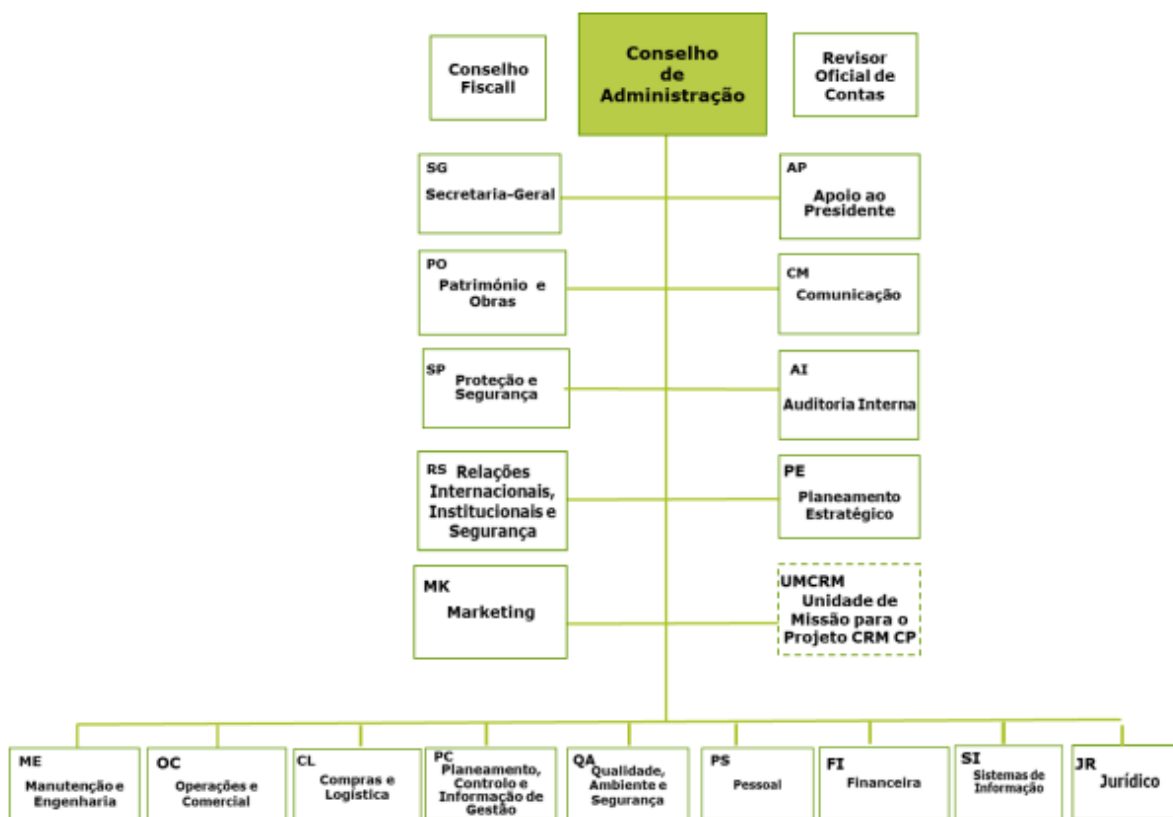 Conselho
Fiscall
Conselho
de
Administração
Revisor
Oficial de
Contas
SG
Secretaria-Geral
AP
Apoio ao
Presidente
PO
Património e
Obras
CM
Comunicação
SP
Proteção e
Segurança
AI
Auditoria Interna
RS Relações
Internacionais,
Institucionais e
Segurança
PE
Planeamento
Estratégico
MK
Marketing
UMCRM
Unidade de
Missão para o
Projeto CRM CP
ME
Manutenção e
Engenharia
OC
Operações e
Comercial
CL
Compras e
Logística
PC
Planeamento,
Controlo e
Informação de
Gestão
QA
Qualidade,
Ambiente e
Segurança
PS
Pessoal
FI
Financeira
SI
Sistemas de
Informação
JR
Jurídico